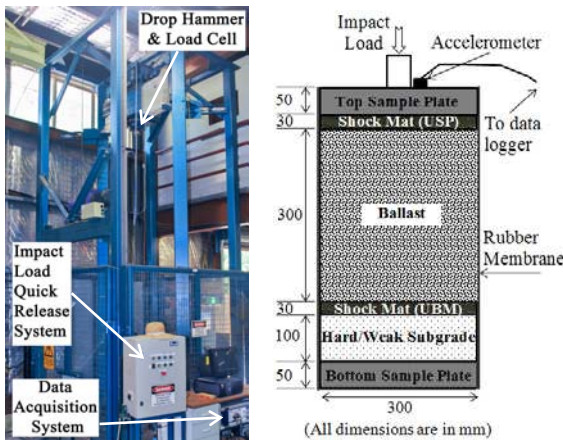 Drop Hammer
& Load Cell
Impact
Load
Quick
Release
System
Data
Acquisition
System
DANGER
Impact
Load
Accelerometer
To data
logger
50
Top Sample Plate
30
Shock Mat (USP)
300
Ballast
Rubber
Membrane
30
Shock Mat (UBM)
100
Hard/Weak Subgrade
50
Bottom Sample Plate
300
(All dimensions are in mm)